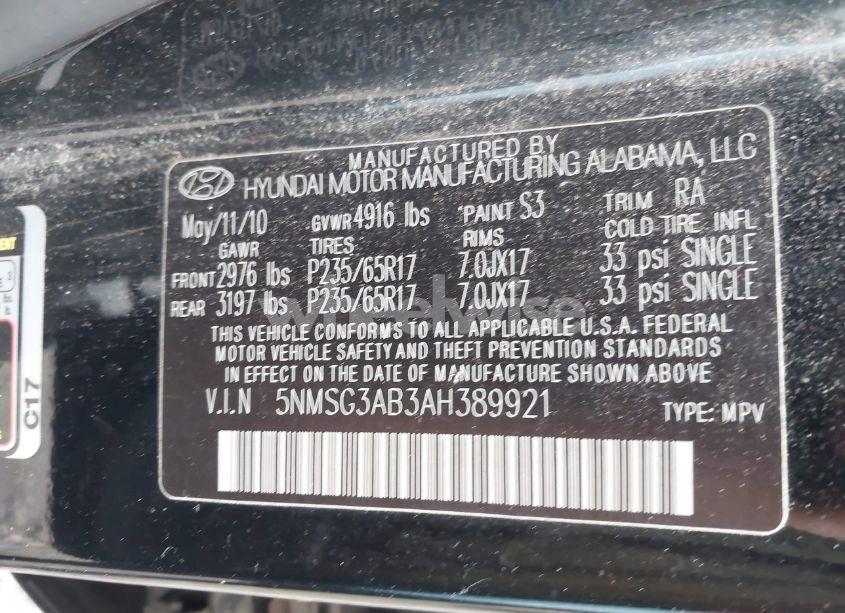 MANUFACTURED BY
HYUNDAI MOTOR MANUFACTURING ALABAMA, LLC
May/11/10 GVWR 4916 lbs PAINT S3 TRIM RA
GAWR TIRES RIMS COLD TIRE INFL
FRONT 2976 lbs P235/65R17 7.0JX17 33 psi SINGLE
REAR 3197 lbs P235/65R17 7.0JX17 33 psi SINGLE
THIS VEHICLE CONFORMS TO ALL APPLICABLE U.S.A. FEDERAL
MOTOR VEHICLE SAFETY AND THEFT PREVENTION STANDARDS
IN EFFECT ON THE DATE OF MANUFACTURE SHOWN ABOVE
V.I.N 5NMSG3AB3AH389921 TYPE: MPV
C17